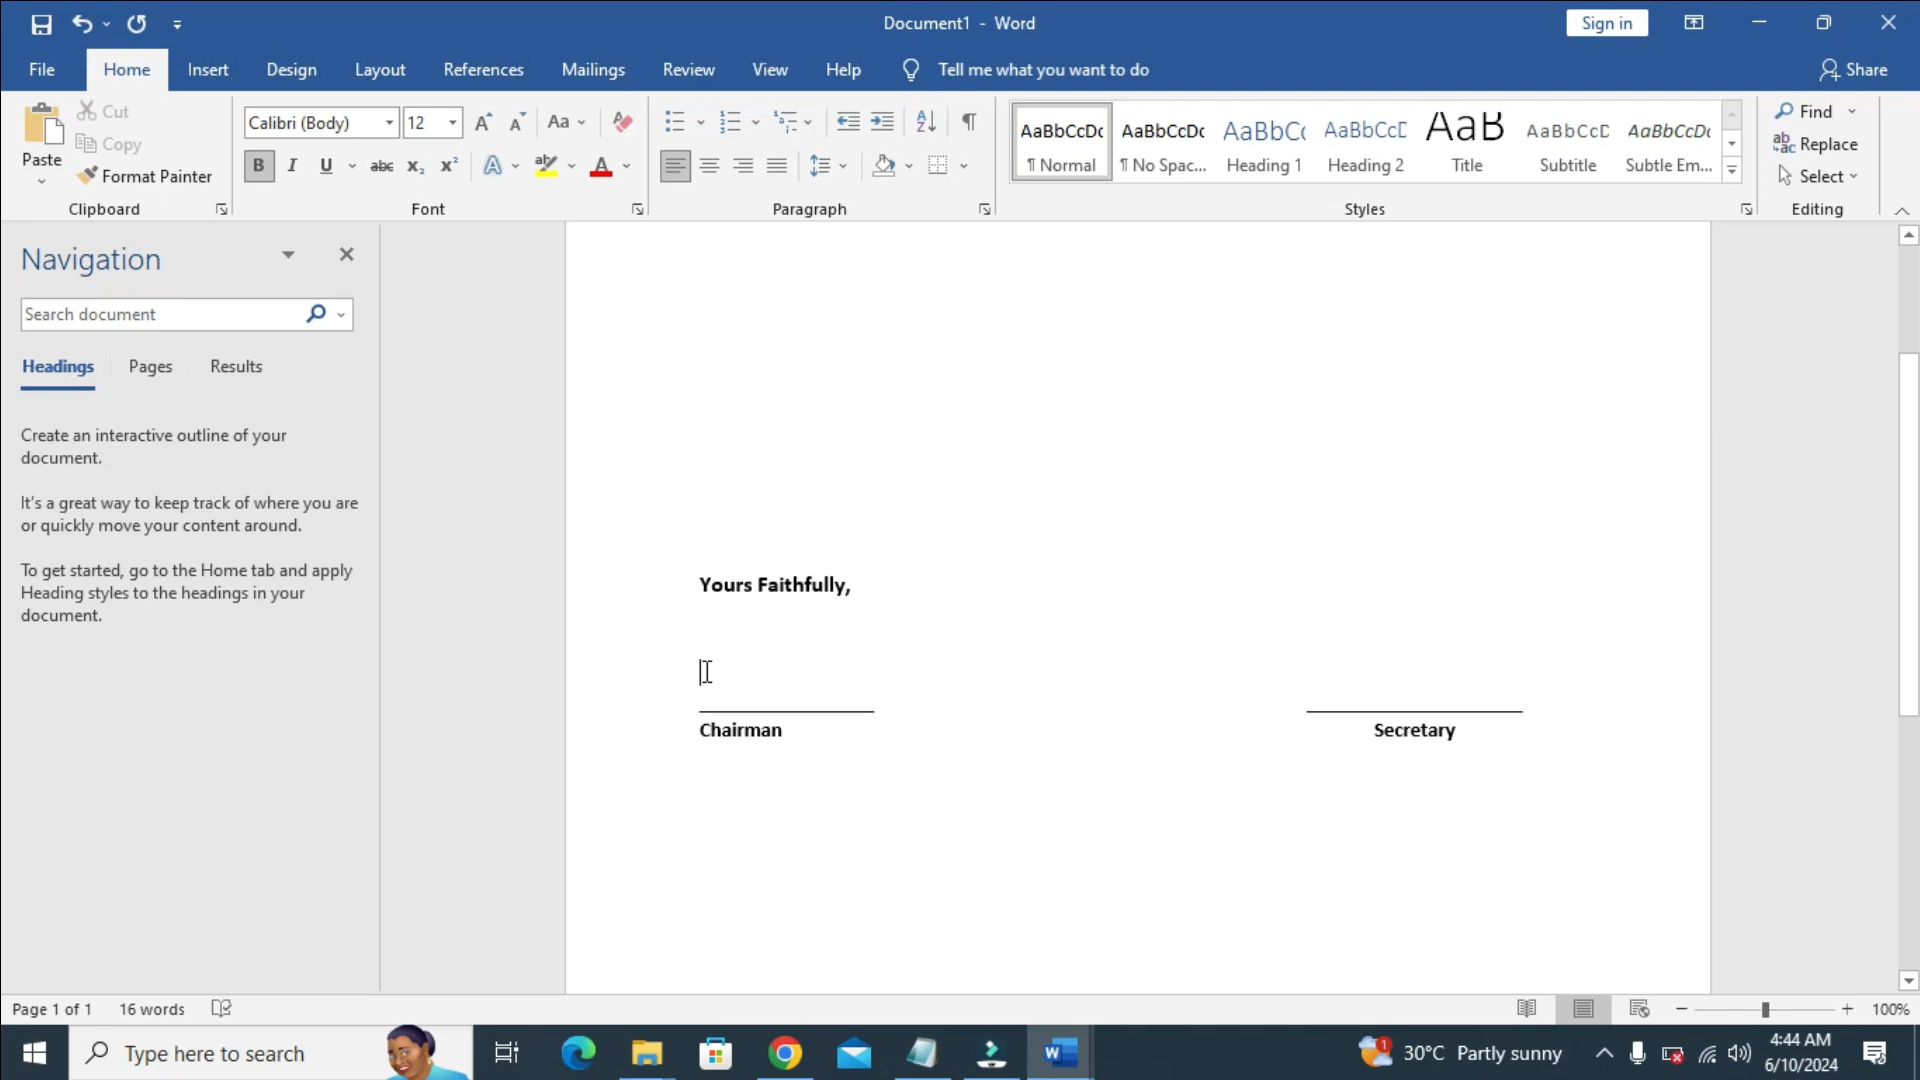 Document1 - Word
Sign in
File Home Insert Design Layout References Mailings Review View Help Tell me what you want to do Share
Paste
Cut
Copy
Format Painter
Clipboard
Calibri (Body) 12
Aa
B I U abc x₂ x² A ab A
Font
Paragraph
AaBbCcDc AaBbCcDc AaBbCc AaBbCcD AaB AaBbCcD AaBbCcDc
¶ Normal ¶ No Spac... Heading 1 Heading 2 Title Subtitle Subtle Em...
Styles
Find
Replace
Select
Editing
Navigation
Search document
Headings Pages Results
Create an interactive outline of your
document.
It's a great way to keep track of where you are
or quickly move your content around.
To get started, go to the Home tab and apply
Heading styles to the headings in your
document.
Yours Faithfully,
Chairman Secretary
Page 1 of 1 16 words 100%
Type here to search
30°C Partly sunny
4:44 AM
6/10/2024